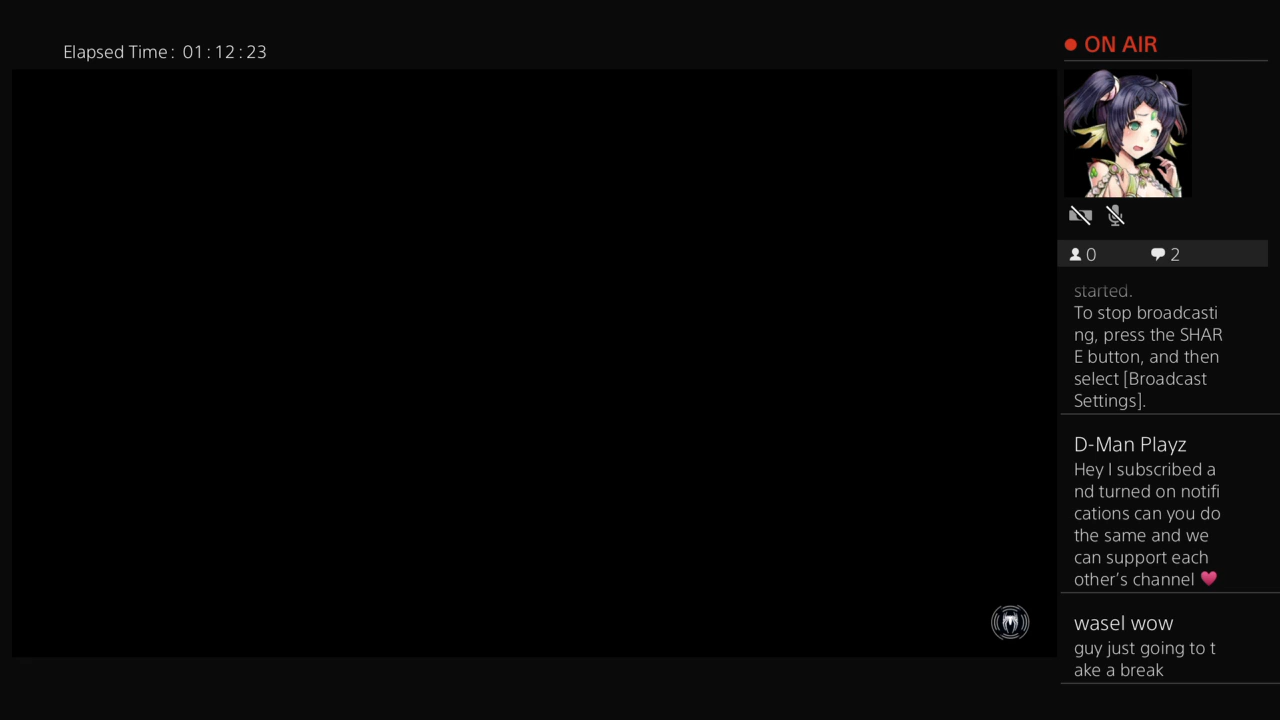 Elapsed Time: 01:12:23
ON AIR
0 2
started.
To stop broadcasti
ng, press the SHAR
E button, and then
select [Broadcast
Settings].
D-Man Playz
Hey I subscribed a
nd turned on notifi
cations can you do
the same and we
can support each
other's channel ♥
wasel wow
guy just going to t
ake a break